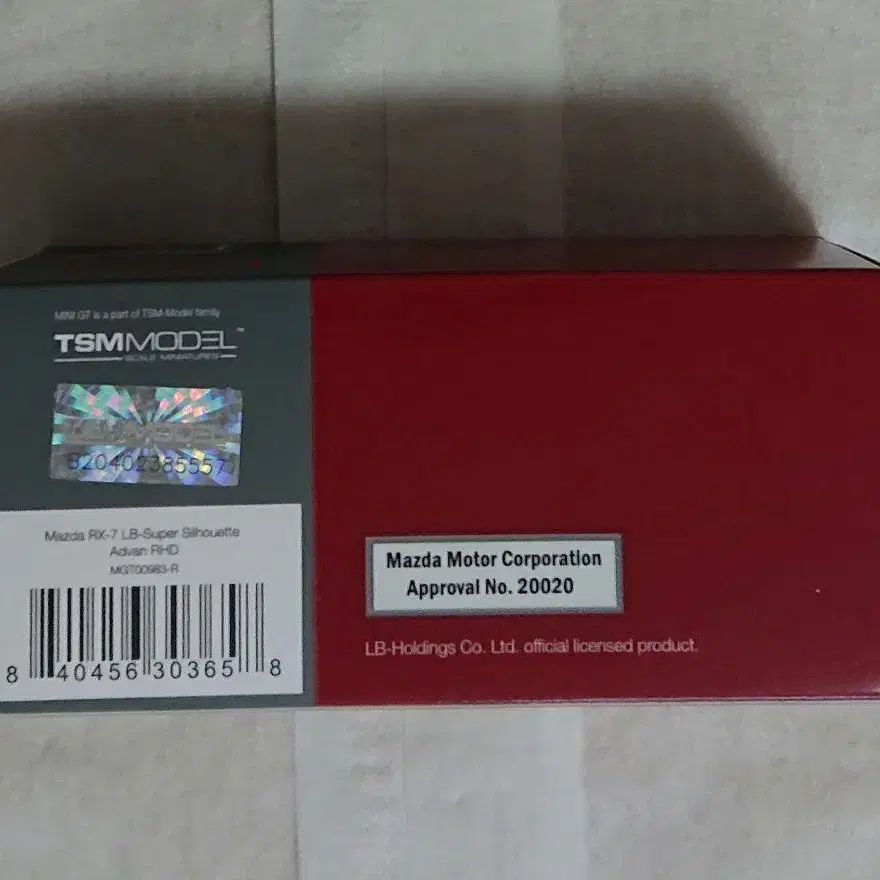 MINI GT is a part of TSM-Model family
TSMMODEL™
SCALE MINIATURES
TSMMODEL
B20402385557
Mazda RX-7 LB-Super Silhouette
Advan RHD
MGT00983-R
8 40456 30365 8
Mazda Motor Corporation
Approval No. 20020
LB-Holdings Co. Ltd. official licensed product.